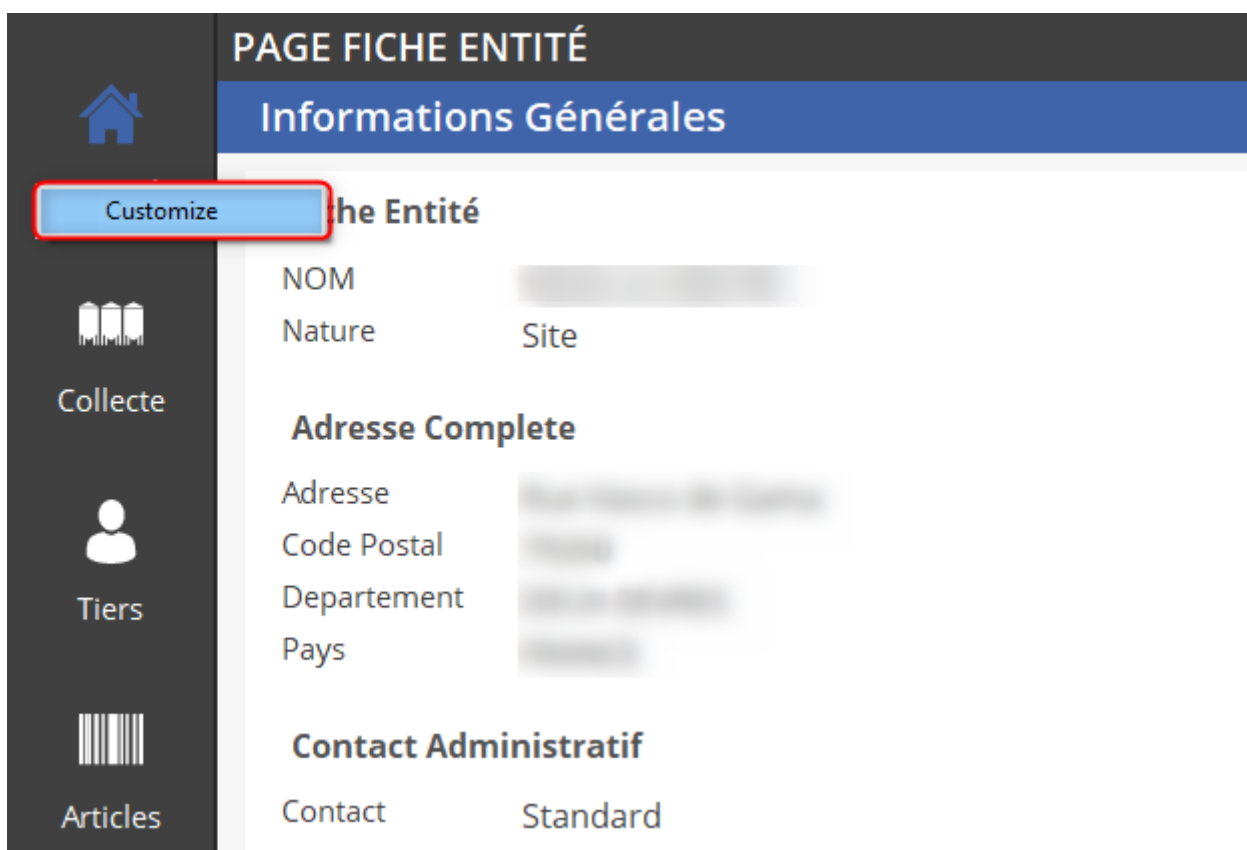 PAGE FICHE ENTITÉ
Informations Générales
Customize
he Entité
NOM
Nature Site
Collecte
Adresse Complete
Adresse
Code Postal
Tiers
Departement
Pays
Contact Administratif
Articles
Contact Standard